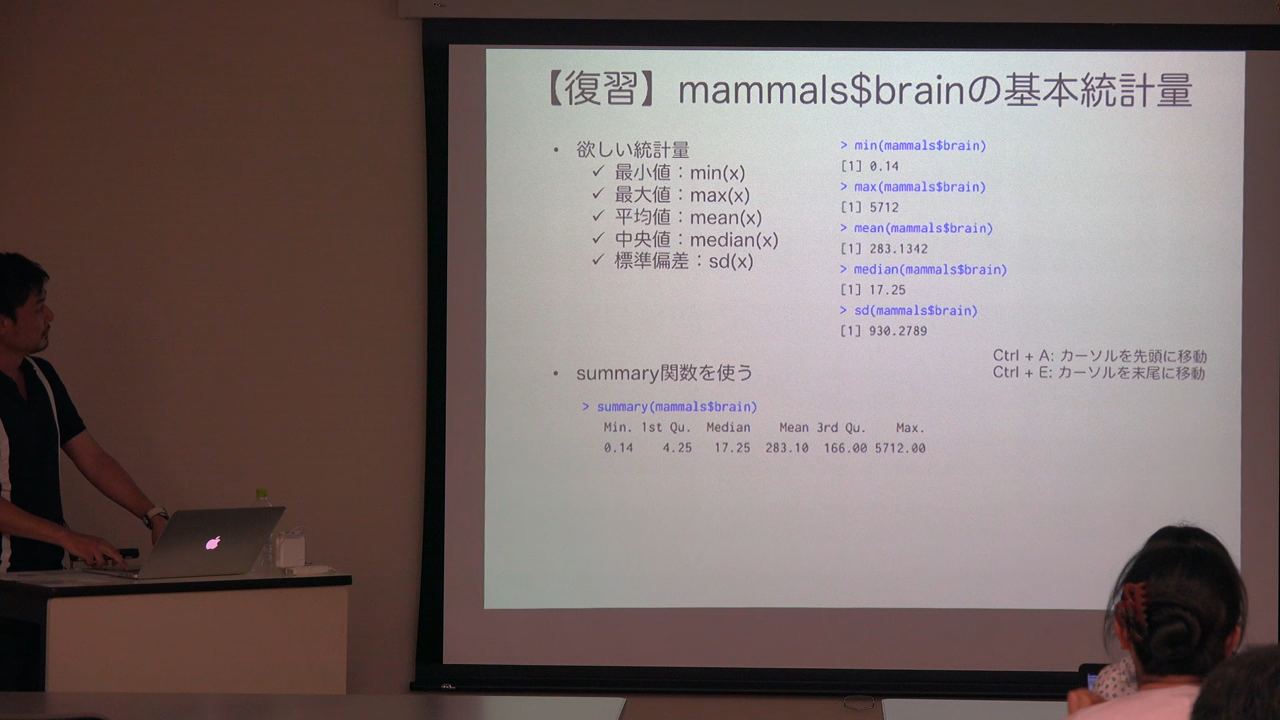 【復習】mammals$brainの基本統計量
• 欲しい統計量
✓ 最小値：min(x)
✓ 最大値：max(x)
✓ 平均値：mean(x)
✓ 中央値：median(x)
✓ 標準偏差：sd(x)
> min(mammals$brain)
[1] 0.14
> max(mammals$brain)
[1] 5712
> mean(mammals$brain)
[1] 283.1342
> median(mammals$brain)
[1] 17.25
> sd(mammals$brain)
[1] 930.2789
Ctrl + A: カーソルを先頭に移動
Ctrl + E: カーソルを末尾に移動
• summary関数を使う
> summary(mammals$brain)
Min. 1st Qu. Median Mean 3rd Qu. Max.
0.14 4.25 17.25 283.10 166.00 5712.00